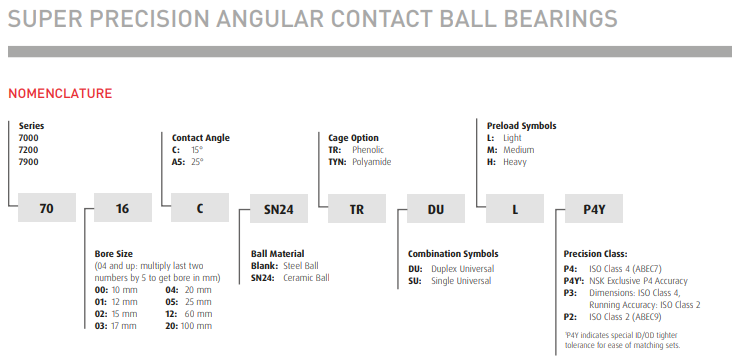 SUPER PRECISION ANGULAR CONTACT BALL BEARINGS
NOMENCLATURE
Series
7000
7200
7900
Contact Angle
C: 15°
A5: 25°
Cage Option
TR: Phenolic
TYN: Polyamide
Preload Symbols
L: Light
M: Medium
H: Heavy
70 16 C SN24 TR DU L P4Y
Bore Size
(04 and up: multiply last two
numbers by 5 to get bore in mm)
00: 10 mm 04: 20 mm
01: 12 mm 05: 25 mm
02: 15 mm 12: 60 mm
03: 17 mm 20: 100 mm
Ball Material
Blank: Steel Ball
SN24: Ceramic Ball
Combination Symbols
DU: Duplex Universal
SU: Single Universal
Precision Class:
P4: ISO Class 4 (ABEC7)
P4Y¹: NSK Exclusive P4 Accuracy
P3: Dimensions: ISO Class 4,
Running Accuracy: ISO Class 2
P2: ISO Class 2 (ABEC9)
¹P4Y indicates special ID/OD tighter
tolerance for ease of matching sets.